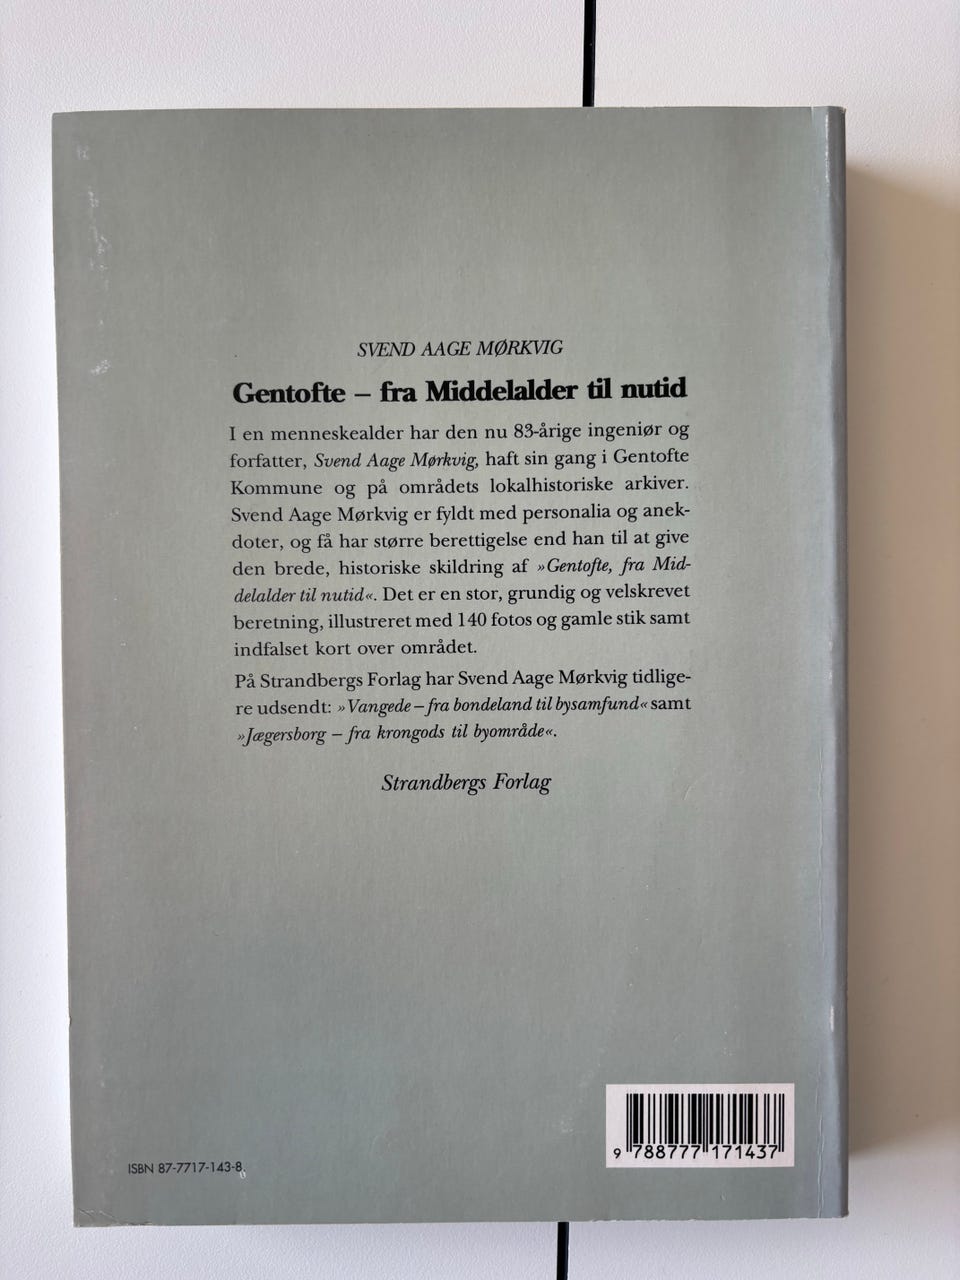 SVEND AAGE MØRKVIG
Gentofte – fra Middelalder til nutid
I en menneskealder har den nu 83-årige ingeniør og
forfatter, Svend Aage Mørkvig, haft sin gang i Gentofte
Kommune og på områdets lokalhistoriske arkiver.
Svend Aage Mørkvig er fyldt med personalia og anek-
doter, og få har større berettigelse end han til at give
den brede, historiske skildring af »Gentofte, fra Mid-
delalder til nutid«. Det er en stor, grundig og velskrevet
beretning, illustreret med 140 fotos og gamle stik samt
indfalset kort over området.
På Strandbergs Forlag har Svend Aage Mørkvig tidlige-
re udsendt: »Vangede – fra bondeland til bysamfund« samt
»Jægersborg – fra krongods til byområde«.
Strandbergs Forlag
ISBN 87-7717-143-8
9 788777 171437